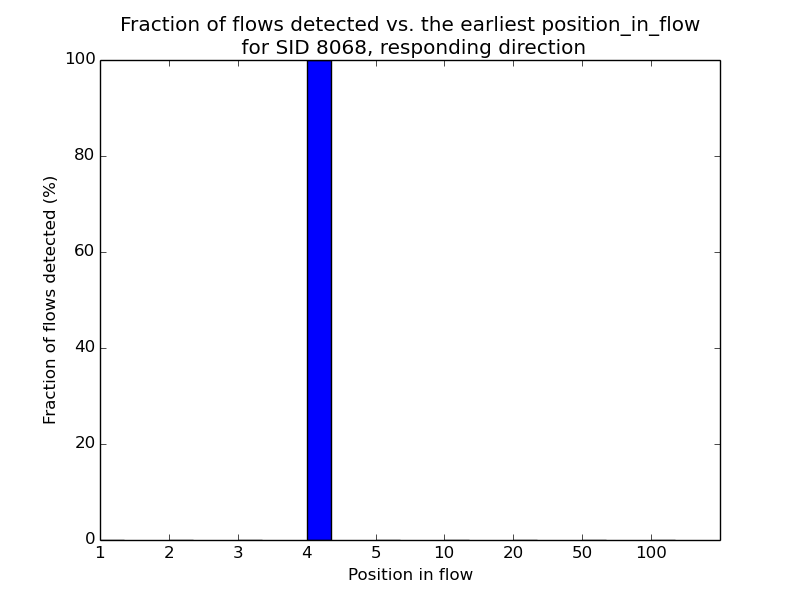 Fraction of flows detected vs. the earliest position_in_flow
for SID 8068, responding direction
100
80
60
40
20
0
Fraction of flows detected (%)
1 2 3 4 5 10 20 50 100
Position in flow